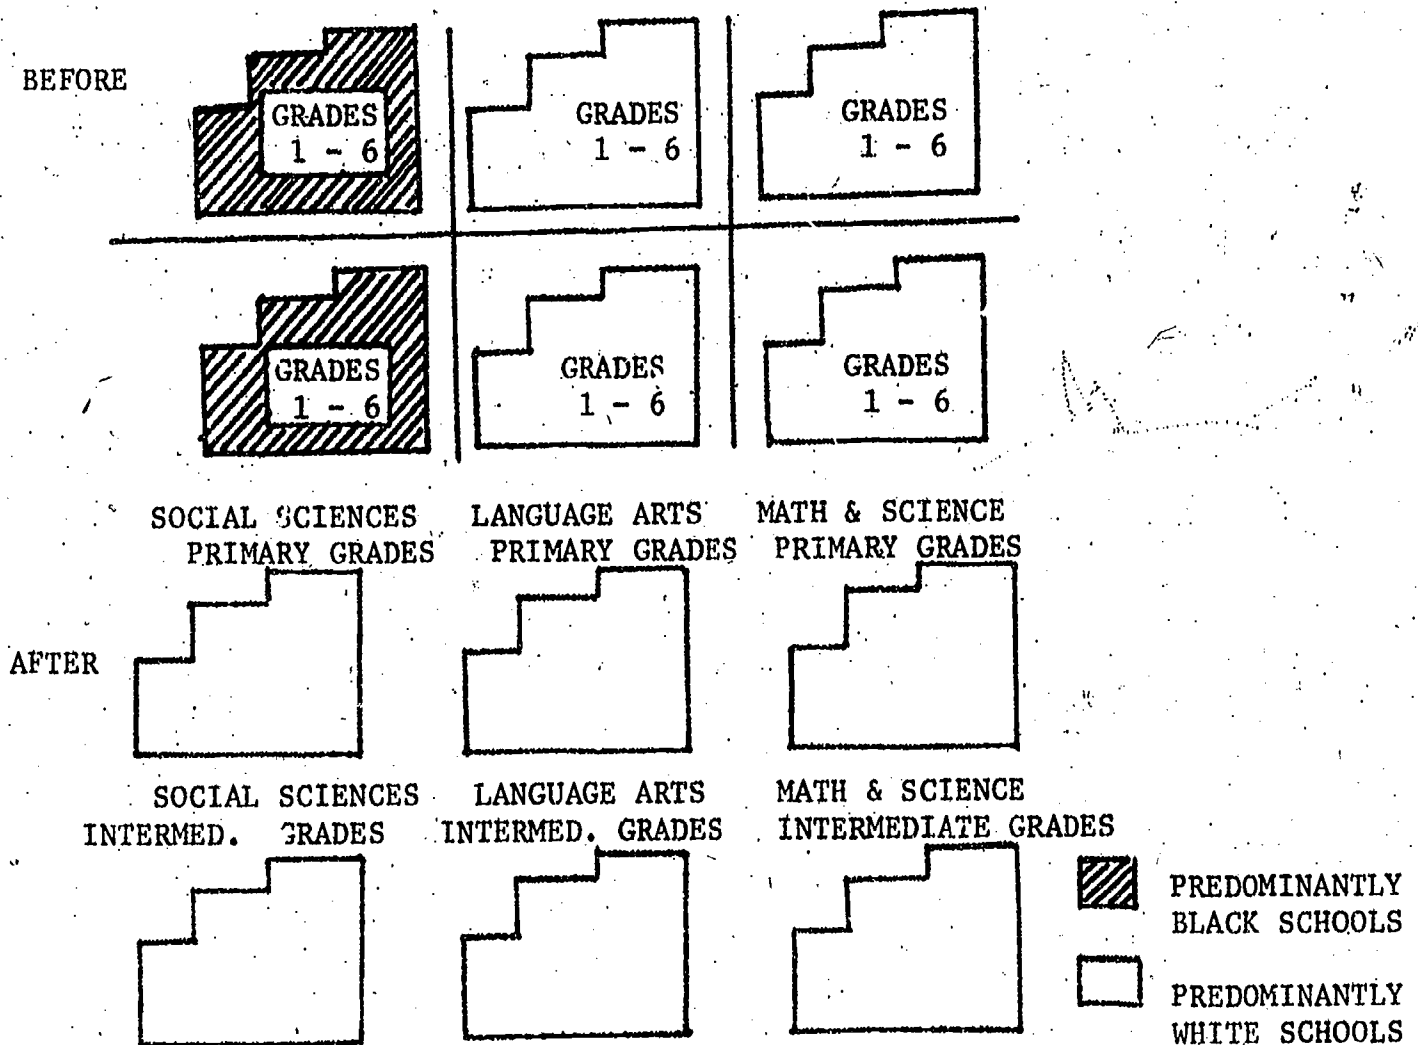 BEFORE
GRADES
1 - 6
GRADES
1 - 6
GRADES
1 - 6
GRADES
1 - 6
GRADES
1 - 6
GRADES
1 - 6
SOCIAL SCIENCES
PRIMARY GRADES
LANGUAGE ARTS
PRIMARY GRADES
MATH & SCIENCE
PRIMARY GRADES
AFTER
SOCIAL SCIENCES
INTERMED. GRADES
LANGUAGE ARTS
INTERMED. GRADES
MATH & SCIENCE
INTERMEDIATE GRADES
PREDOMINANTLY
BLACK SCHOOLS
PREDOMINANTLY
WHITE SCHOOLS